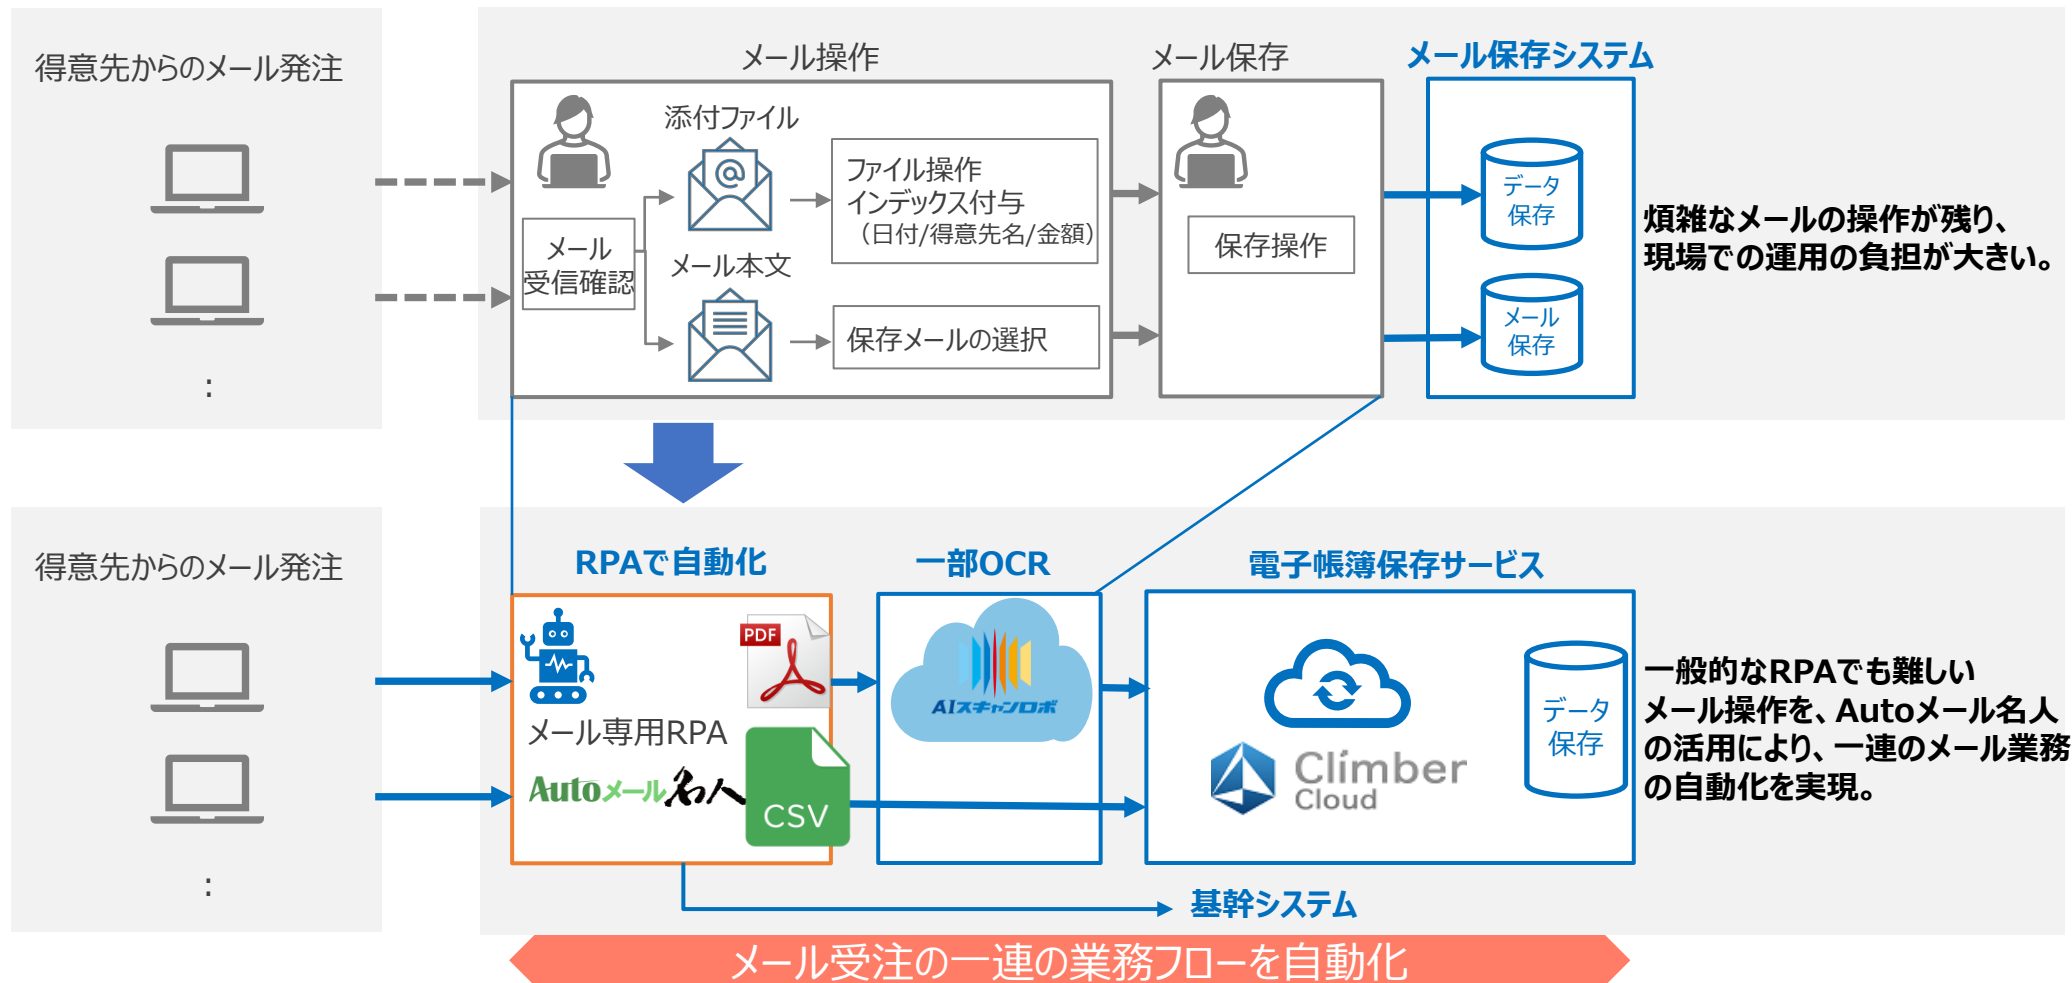 得意先からのメール発注
:
メール操作
メール保存
メール保存システム
添付ファイル
メール
受信確認
ファイル操作
インデックス付与
（日付/得意先名/金額）
メール本文
保存メールの選択
保存操作
データ
保存
メール
保存
煩雑なメールの操作が残り、
現場での運用の負担が大きい。
得意先からのメール発注
:
RPAで自動化
一部OCR
電子帳簿保存サービス
PDF
メール専用RPA
Autoメール名人
CSV
AIスキャンロボ
Climber
Cloud
データ
保存
一般的なRPAでも難しい
メール操作を、Autoメール名人
の活用により、一連のメール業務
の自動化を実現。
基幹システム
メール受注の一連の業務フローを自動化